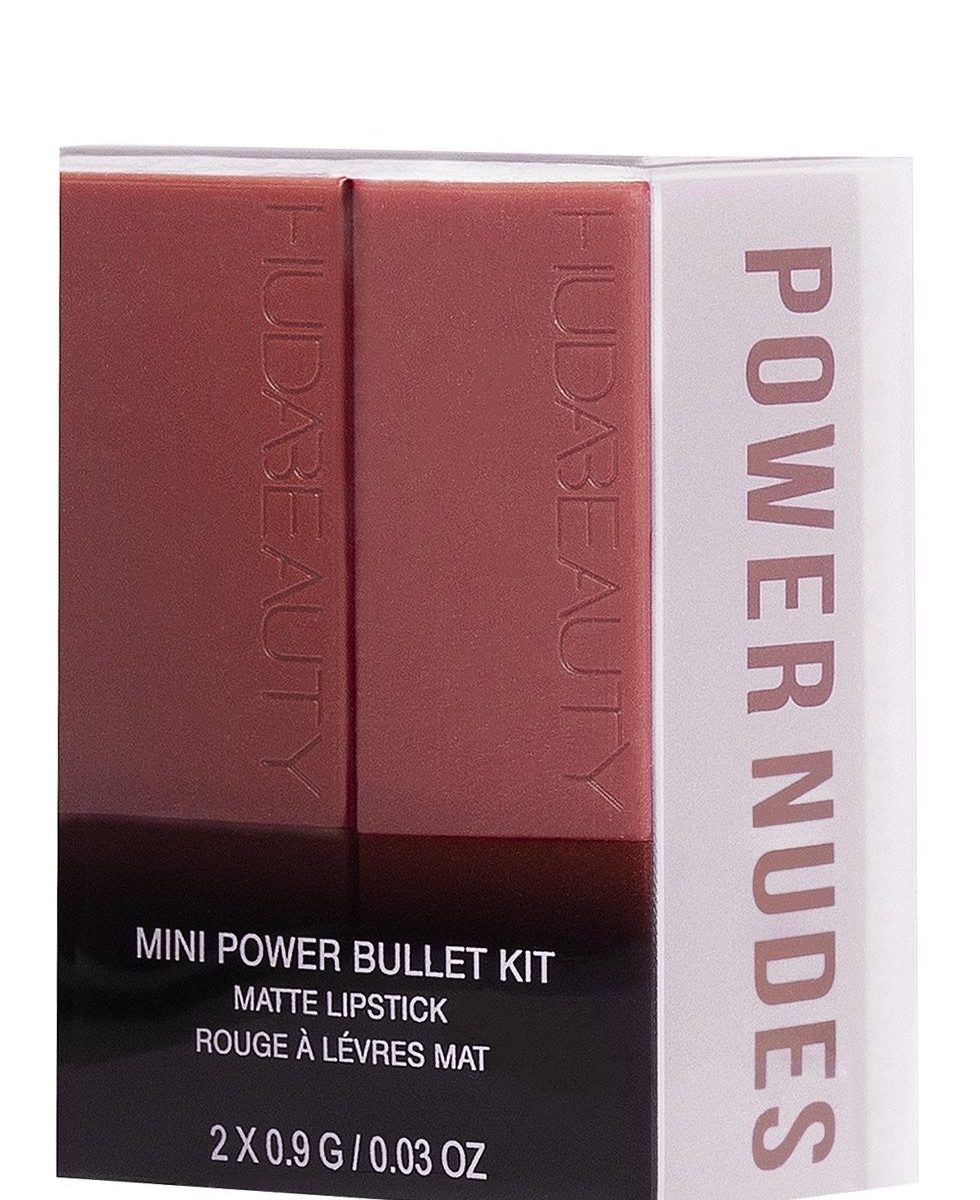 HUDABEAUTY
HUDABEAUTY
MINI POWER BULLET KIT
MATTE LIPSTICK
ROUGE À LÉVRES MAT
2 X 0.9 G / 0.03 OZ
POWER NUDES